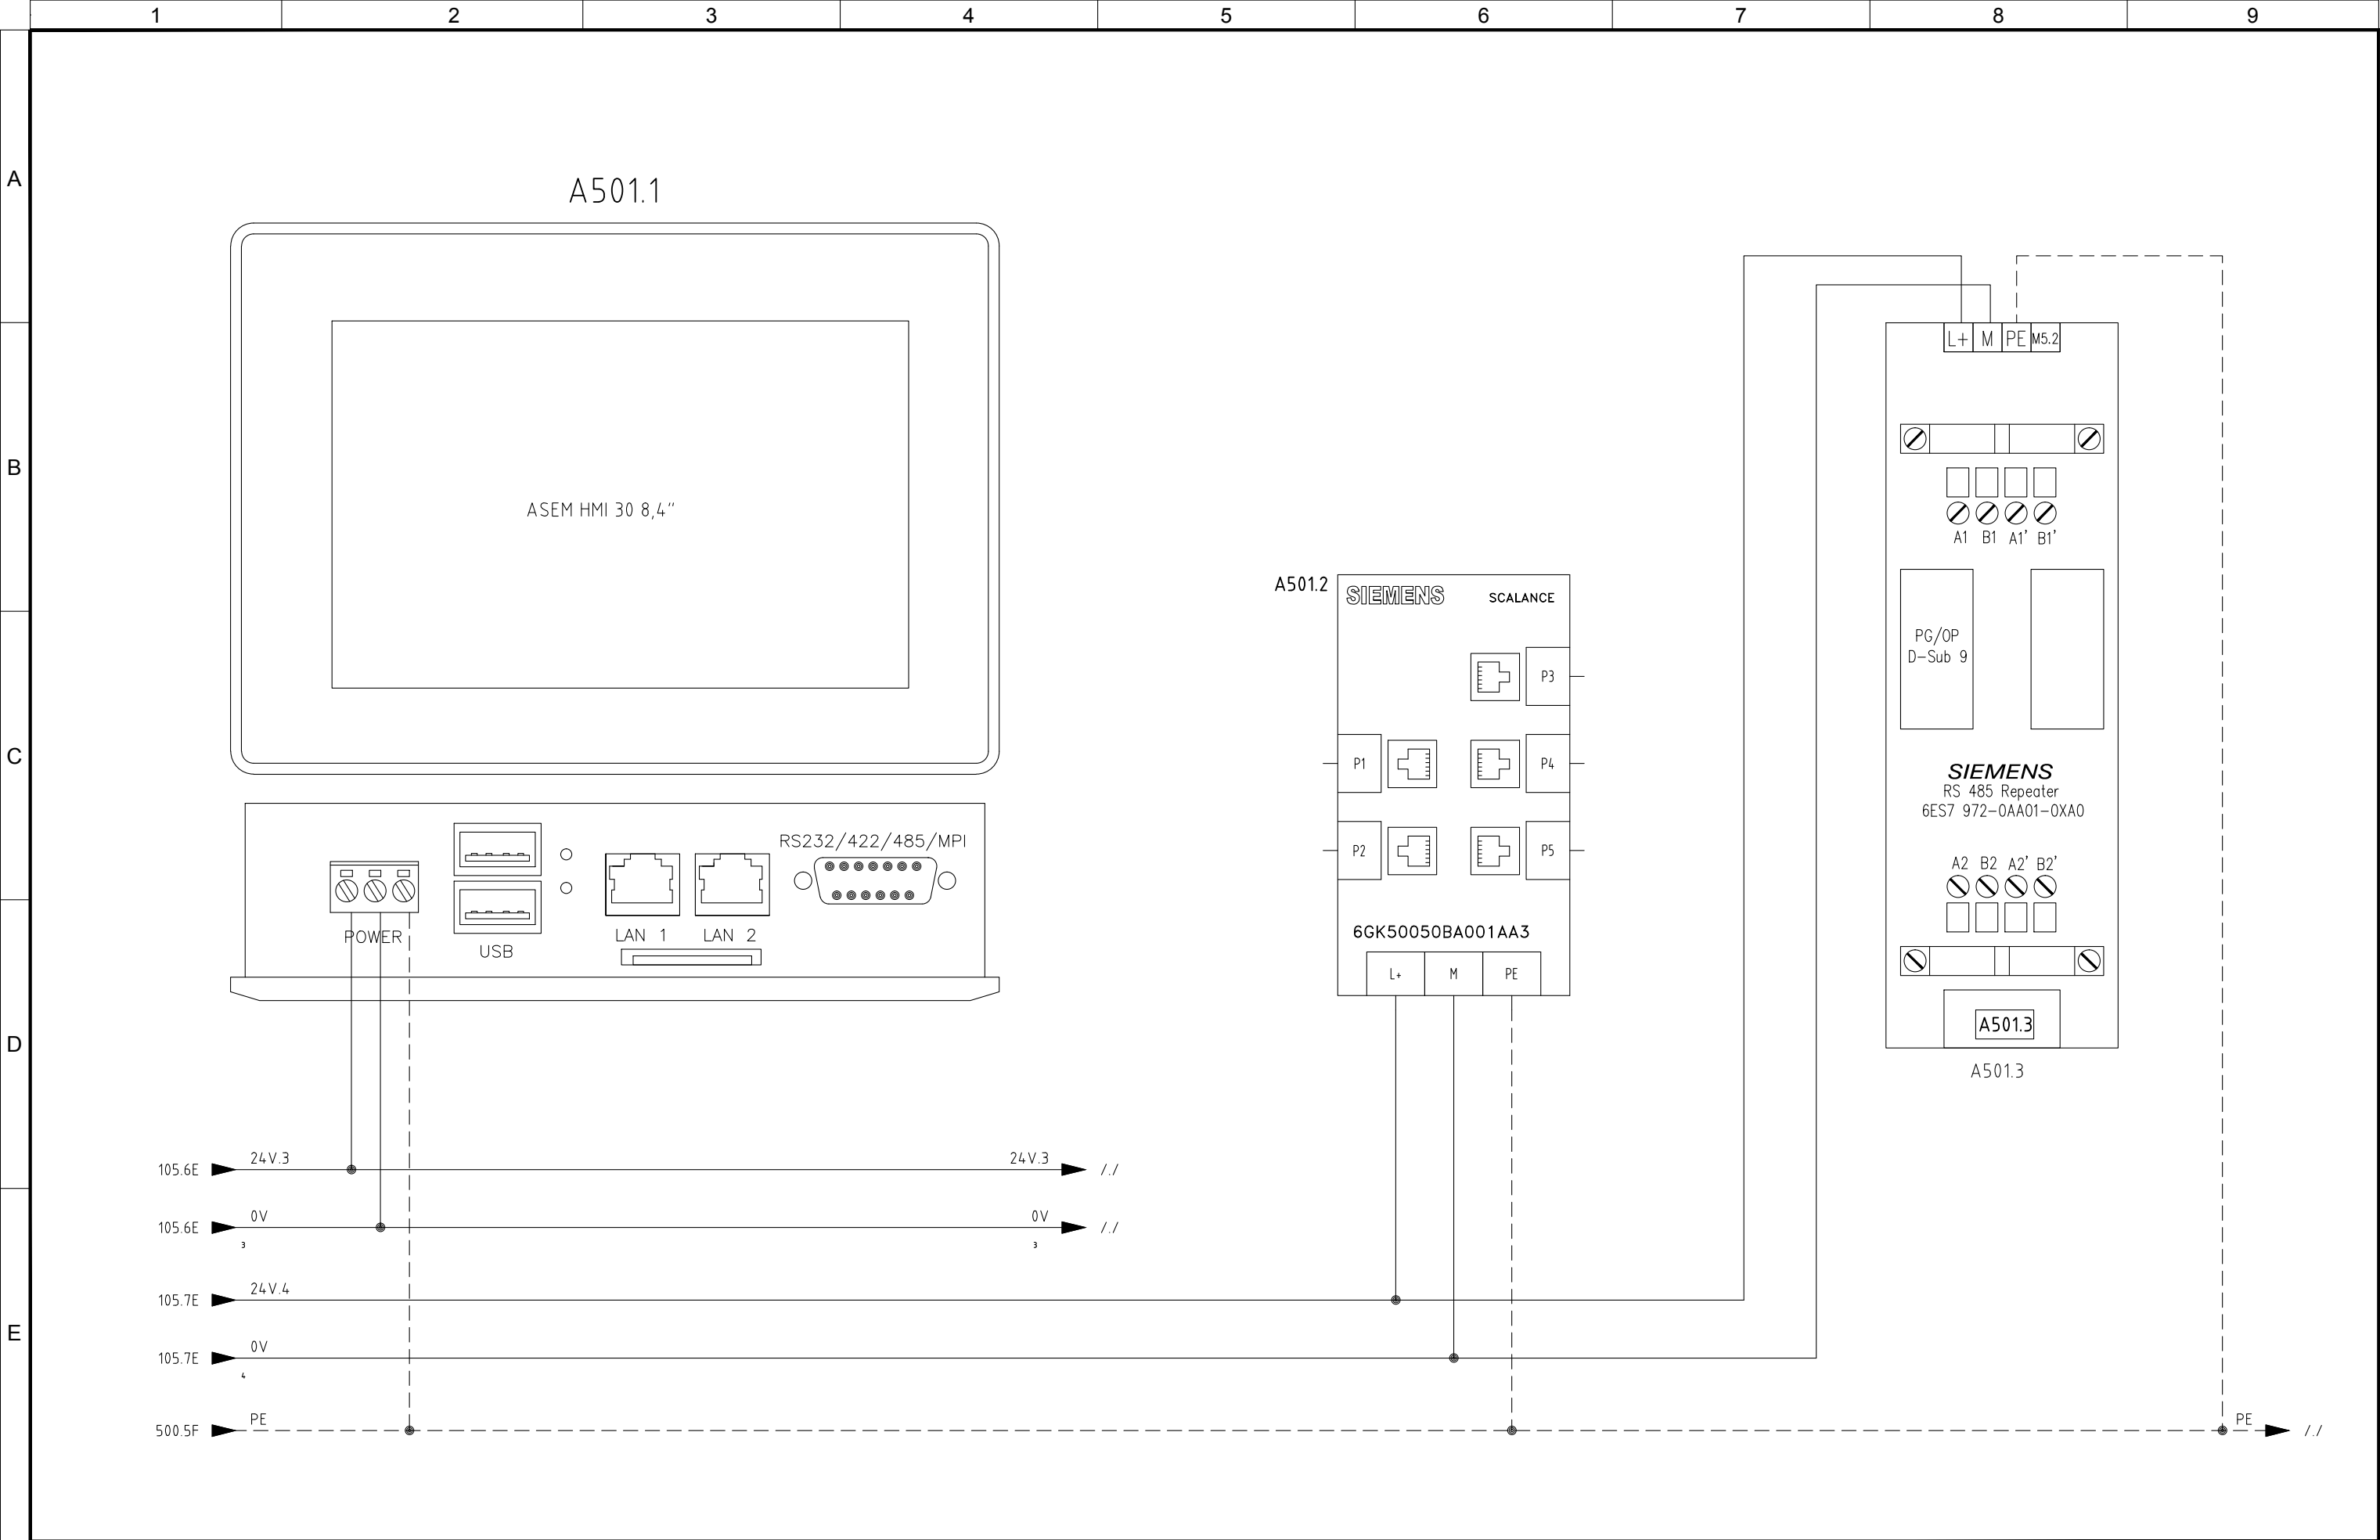 1 2 3 4 5 6 7 8 9
A
A501.1
L+ M PE M5.2
B
ASEM HMI 30 8,4"
A1 B1 A1' B1'
A501.2
SIEMENS SCALANCE
PG/OP
D-Sub 9
P3
C
P1 P4
SIEMENS
RS 485 Repeater
6ES7 972-0AA01-0XA0
RS232/422/485/MPI
P2 P5
A2 B2 A2' B2'
POWER
USB
LAN 1 LAN 2
6GK50050BA001AA3
L+ M PE
A501.3
D
A501.3
105.6E 24V.3 24V.3 /./
105.6E 0V 0V /./
3 3
105.7E 24V.4
E
105.7E 0V
4
500.5F PE PE /./